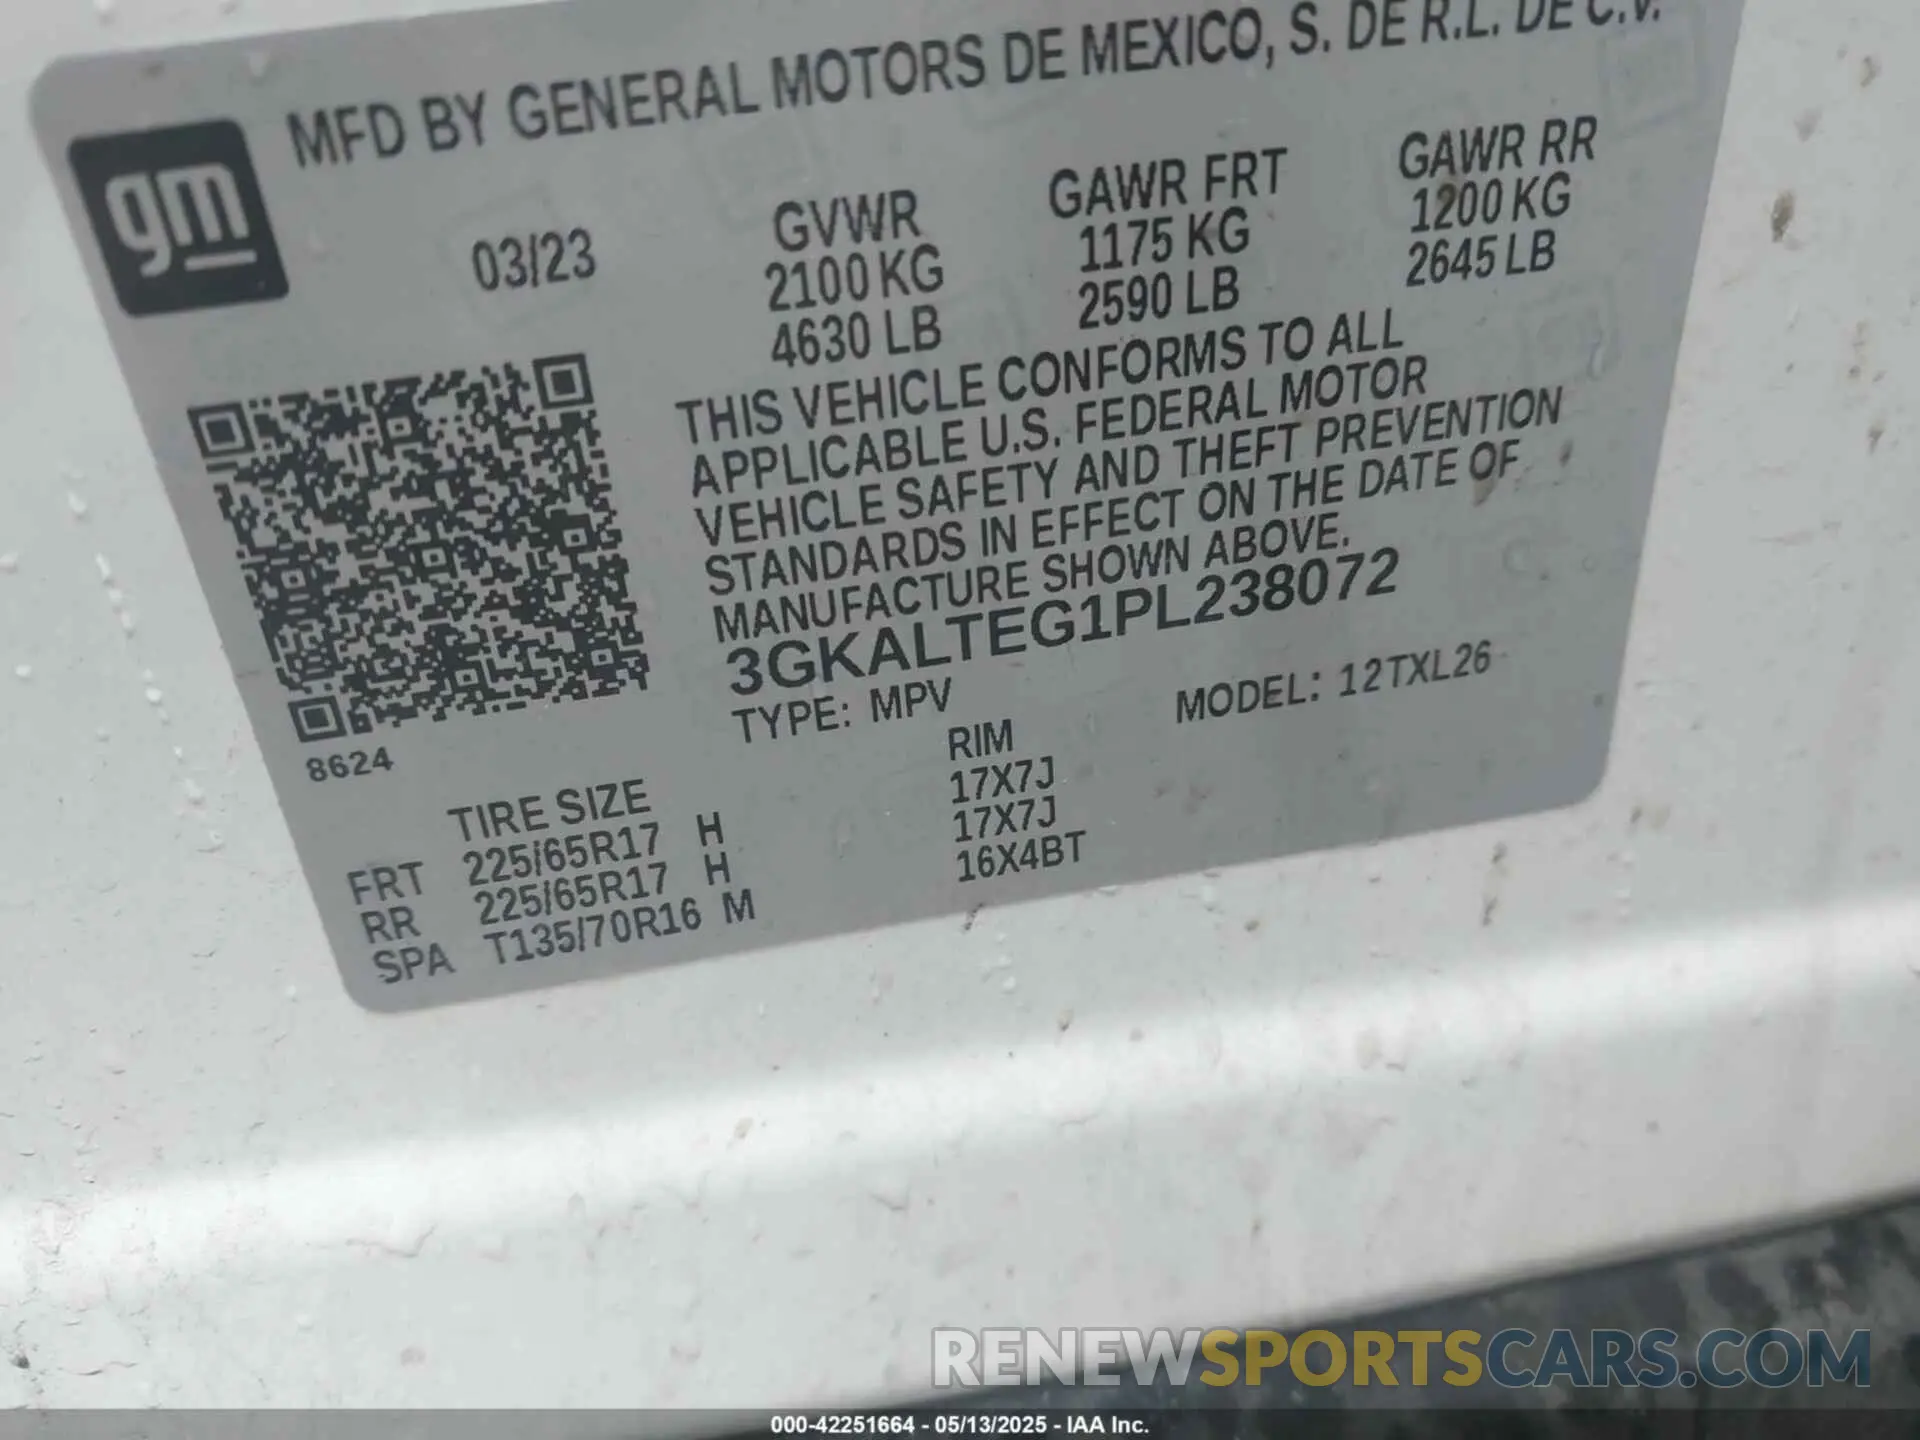 MFD BY GENERAL MOTORS DE MEXICO, S. DE R.L. DE C.V.
gm
03/23
GVWR
2100 KG
4630 LB
GAWR FRT
1175 KG
2590 LB
GAWR RR
1200 KG
2645 LB
THIS VEHICLE CONFORMS TO ALL
APPLICABLE U.S. FEDERAL MOTOR
VEHICLE SAFETY AND THEFT PREVENTION
STANDARDS IN EFFECT ON THE DATE OF
MANUFACTURE SHOWN ABOVE.
3GKALTEG1PL238072
TYPE: MPV MODEL: 12TXL26
8624
TIRE SIZE RIM
FRT 225/65R17 H 17X7J
RR 225/65R17 H 17X7J
SPA T135/70R16 M 16X4BT
RENEWSPORTSCARS.COM
000-42251664 - 05/13/2025 - IAA Inc.